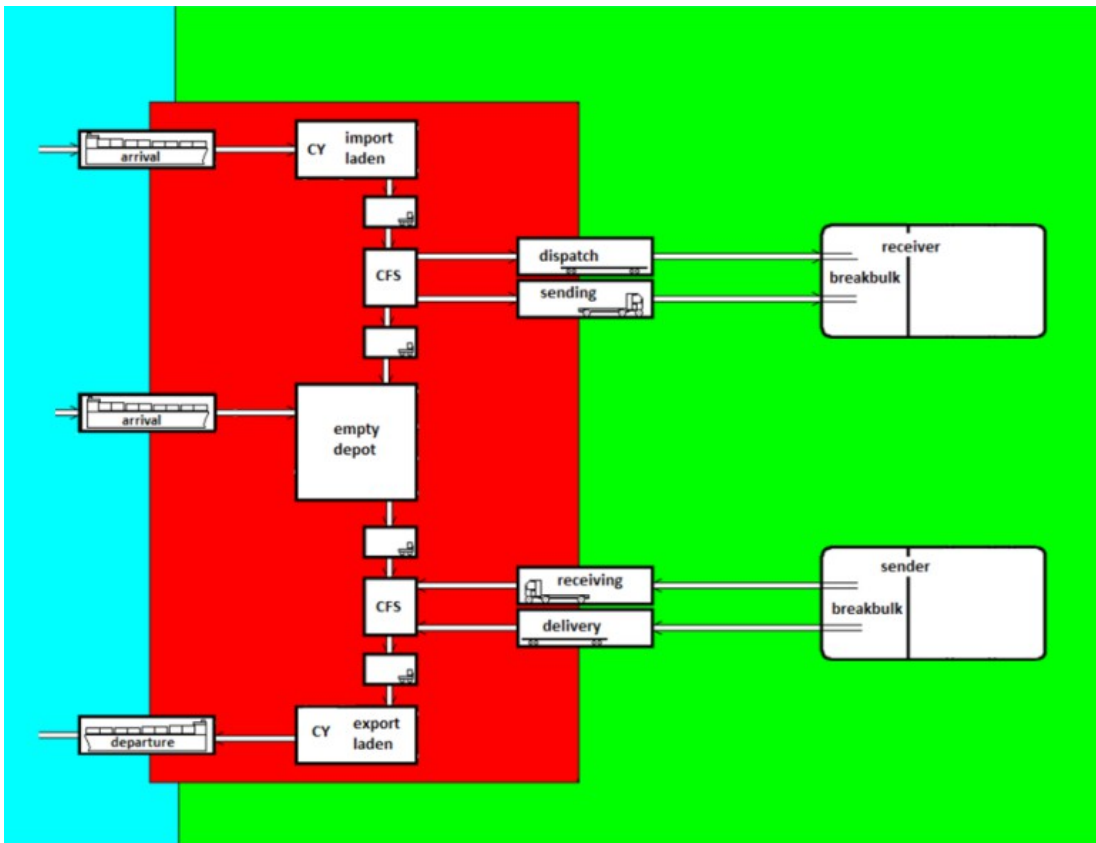 arrival
CY import
laden
CFS
dispatch
sending
receiver
breakbulk
arrival
empty
depot
CFS
receiving
delivery
sender
breakbulk
departure
CY export
laden